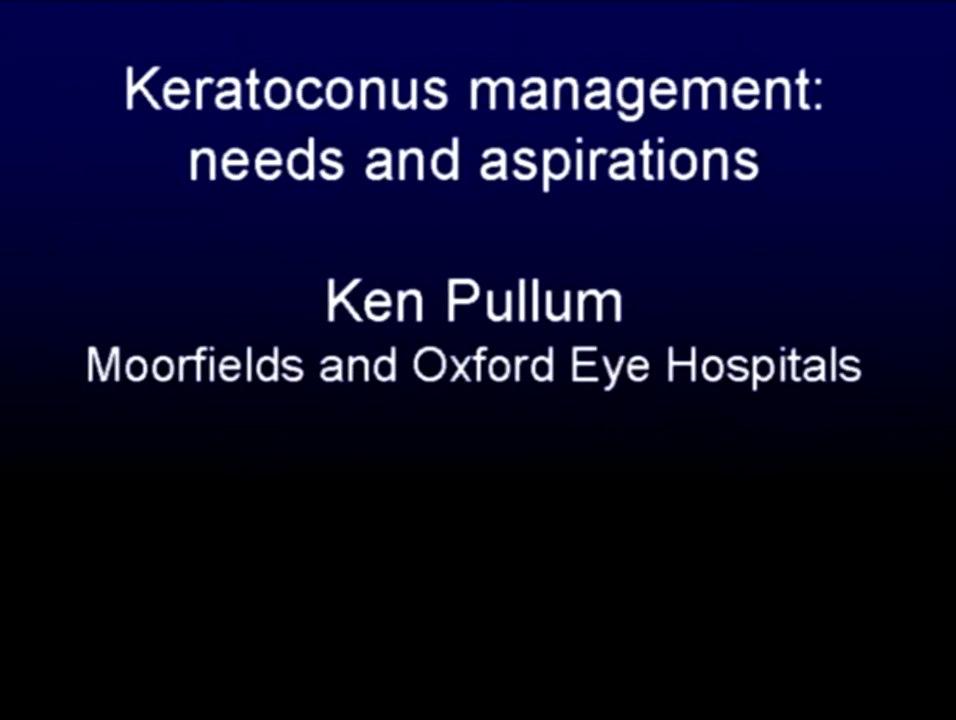 Keratoconus management:
needs and aspirations
Ken Pullum
Moorfields and Oxford Eye Hospitals